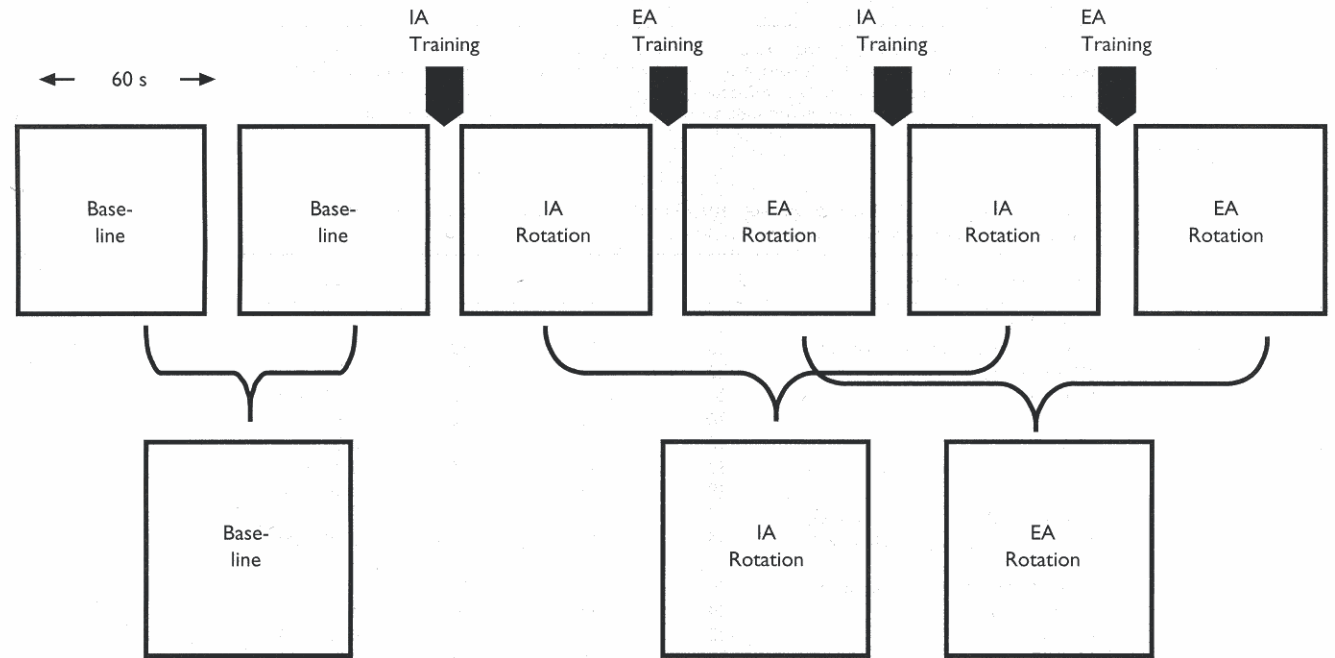 IA
Training
EA
Training
IA
Training
EA
Training
60 s
Base-
line
Base-
line
IA
Rotation
EA
Rotation
IA
Rotation
EA
Rotation
Base-
line
IA
Rotation
EA
Rotation